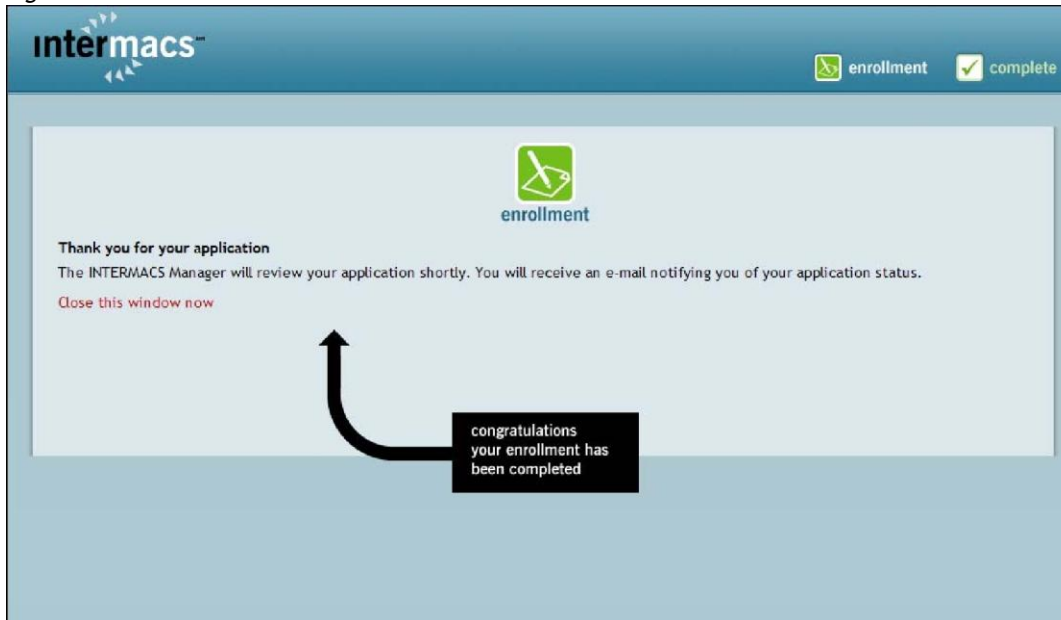 ıntermacs
enrollment
complete
enrollment
Thank you for your application
The INTERMACS Manager will review your application shortly. You will receive an e-mail notifying you of your application status.
Close this window now
congratulations
your enrollment has
been completed